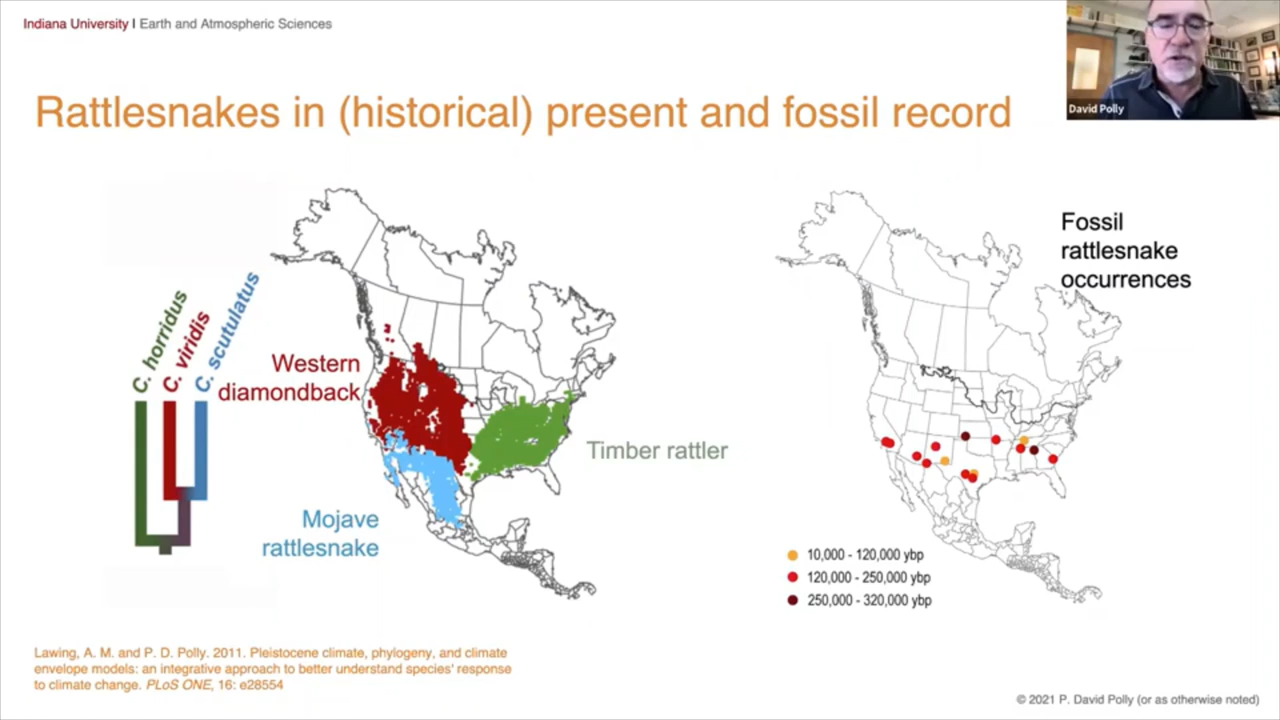 Indiana University | Earth and Atmospheric Sciences
David Polly
Rattlesnakes in (historical) present and fossil record
C. horridus
C. viridis
C. scutulatus
Western
diamondback
Timber rattler
Mojave
rattlesnake
Fossil
rattlesnake
occurrences
10,000 - 120,000 ybp
120,000 - 250,000 ybp
250,000 - 320,000 ybp
Lawing, A. M. and P. D. Polly. 2011. Pleistocene climate, phylogeny, and climate
envelope models: an integrative approach to better understand species' response
to climate change. PLoS ONE, 16: e28554
© 2021 P. David Polly (or as otherwise noted)